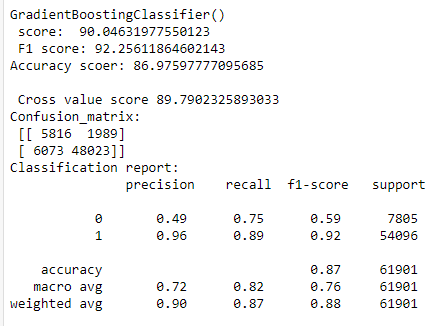 GradientBoostingClassifier()
score: 90.04631977550123
F1 score: 92.25611864602143
Accuracy scoer: 86.97597777095685
Cross value score 89.7902325893033
Confusion_matrix:
[[ 5816 1989]
[ 6073 48023]]
Classification report:
precision recall f1-score support
0 0.49 0.75 0.59 7805
1 0.96 0.89 0.92 54096
accuracy 0.87 61901
macro avg 0.72 0.82 0.76 61901
weighted avg 0.90 0.87 0.88 61901